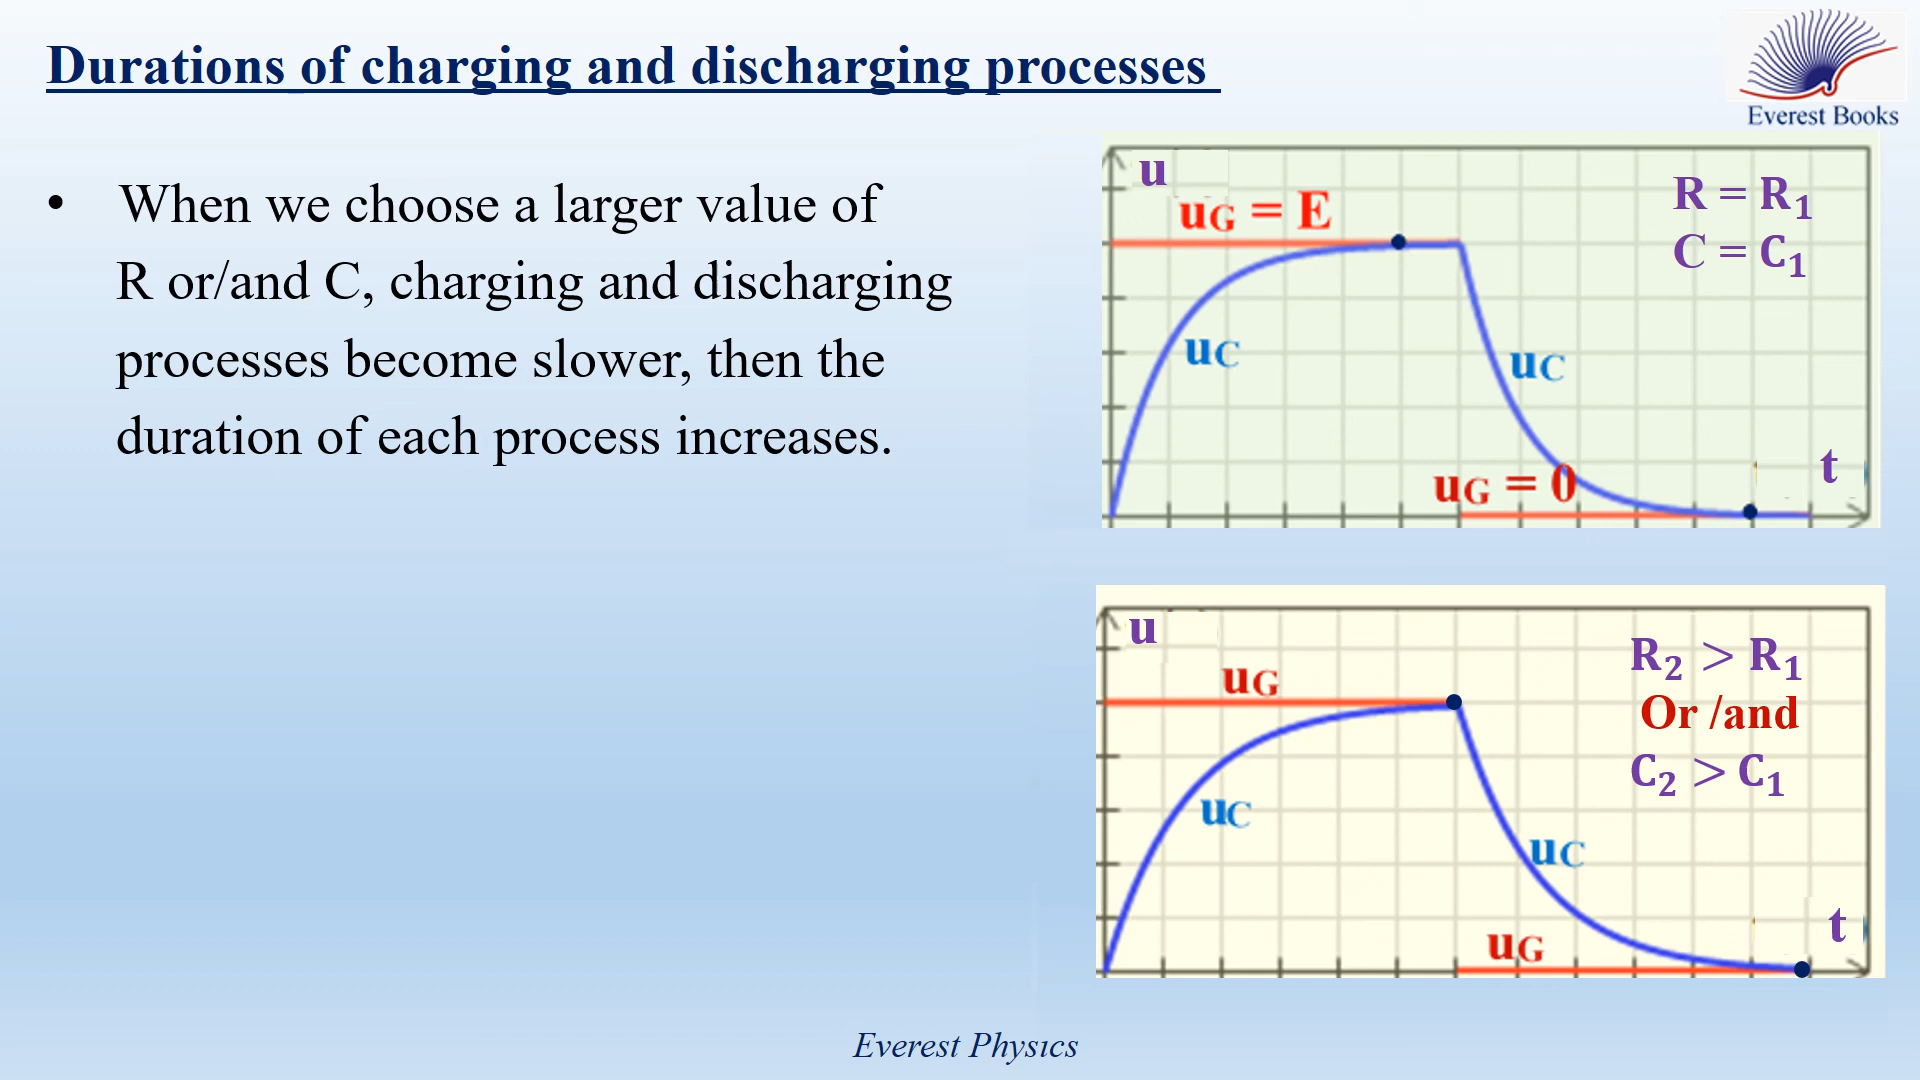 Durations of charging and discharging processes
Everest Books
• When we choose a larger value of
R or/and C, charging and discharging
processes become slower, then the
duration of each process increases.
u
uG = E
R = R₁
C = C₁
uC
uC
uG = 0
t
u
uG
R₂ > R₁
Or /and
C₂ > C₁
uC
uC
uG
t
Everest Physics